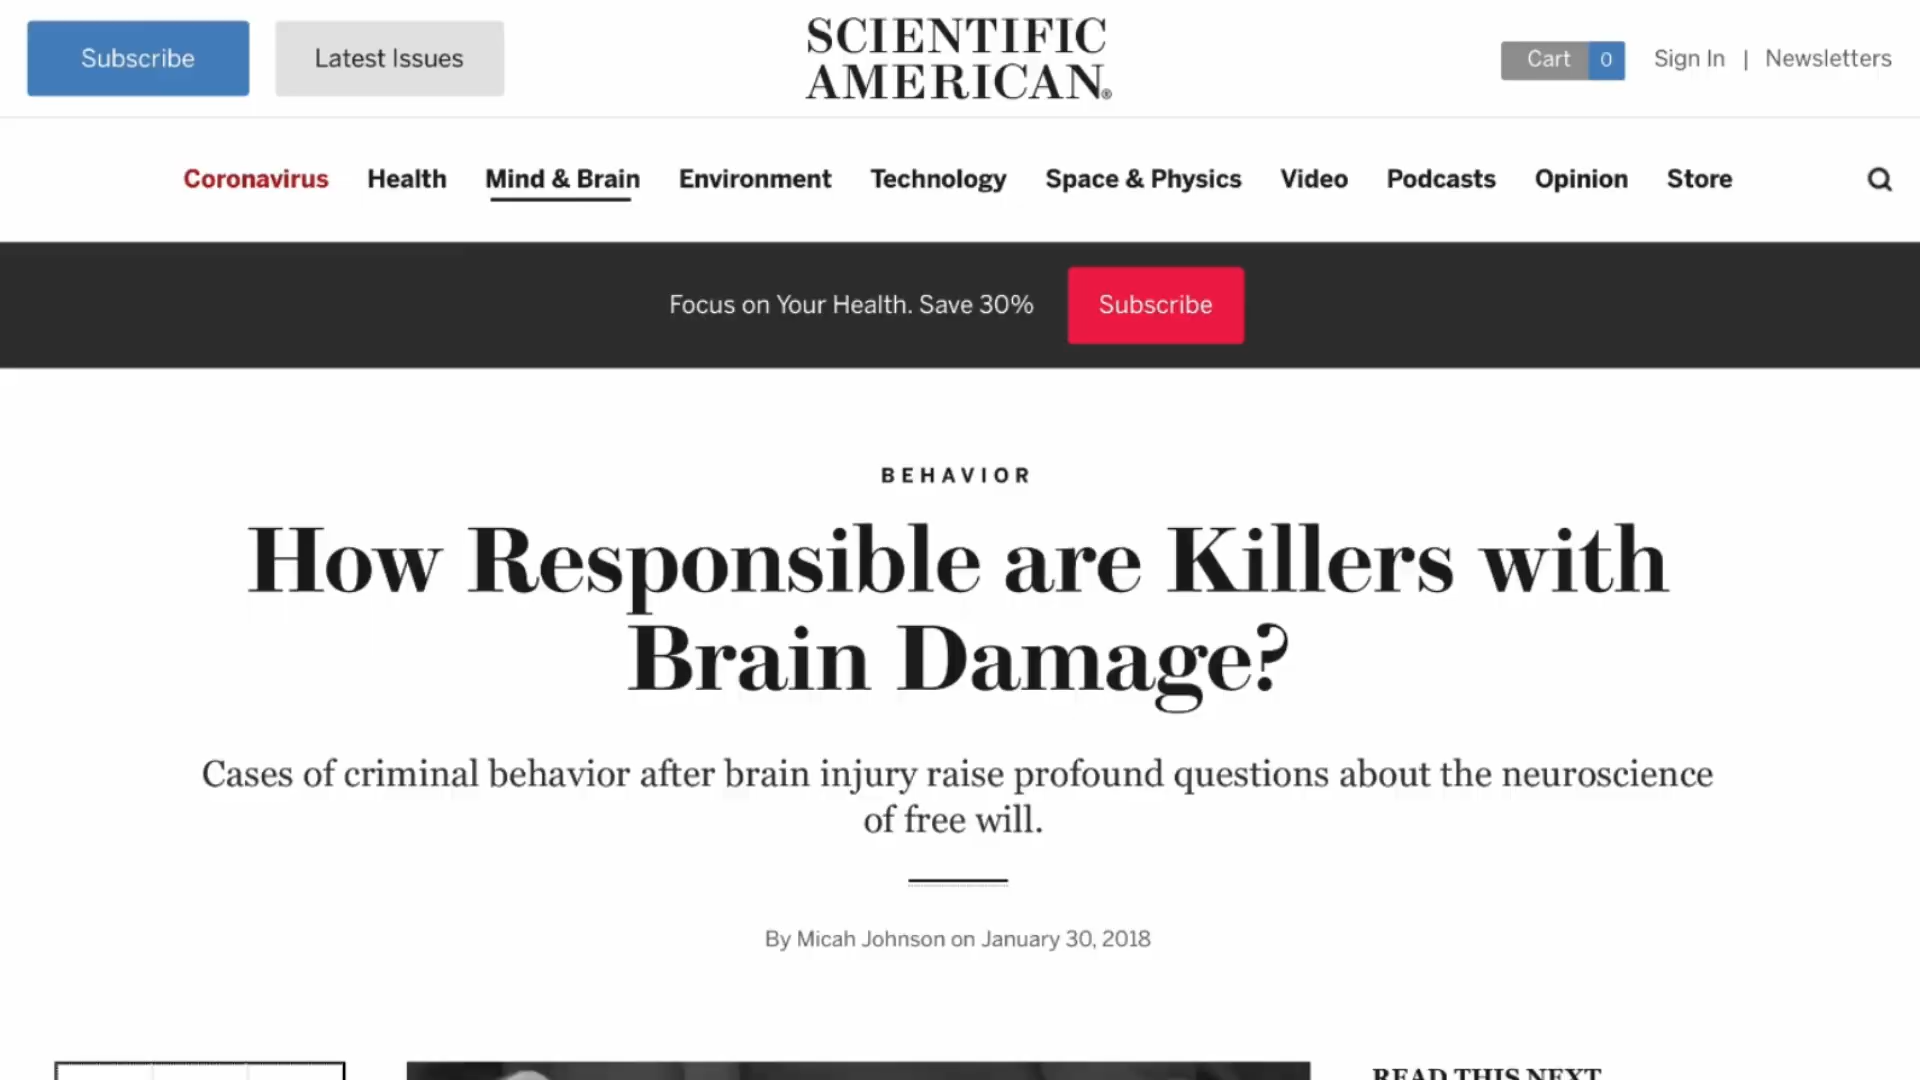 Subscribe
Latest Issues
SCIENTIFIC
AMERICAN®
Cart 0
Sign In | Newsletters
Coronavirus Health Mind & Brain Environment Technology Space & Physics Video Podcasts Opinion Store
Focus on Your Health. Save 30%
Subscribe
BEHAVIOR
How Responsible are Killers with
Brain Damage?
Cases of criminal behavior after brain injury raise profound questions about the neuroscience
of free will.
By Micah Johnson on January 30, 2018
READ THIS NEXT